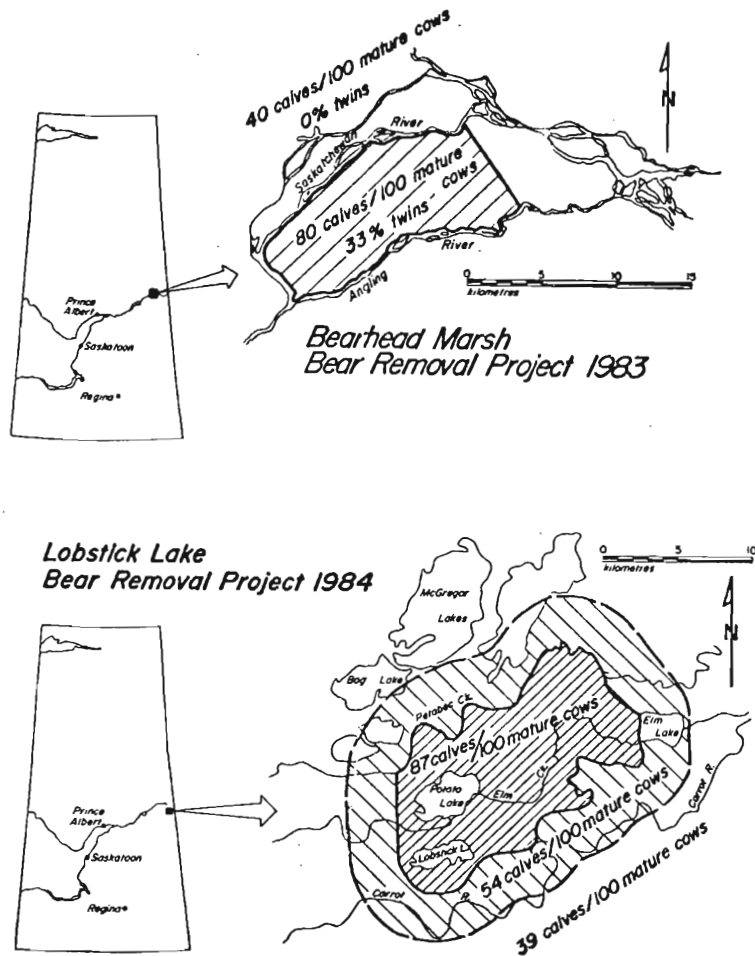 40 calves/100 mature cows
0% twins
Saskatchewan
River
80 calves/100 mature cows
33% twins
River
Angling
N
0 5 10 15
kilometres
Prince
Albert
Saskatoon
Regina
Bearhead Marsh
Bear Removal Project 1983
Lobstick Lake
Bear Removal Project 1984
0 5 10
kilometres
N
McGregar
Lakes
Bog Lake
Petabec Ck.
87 calves/100 mature cows
Elm
Lake
Potato
Lake
Elm
Ck.
Lobstick L.
Carrot R.
54 calves/100 mature cows
Carrot
R.
39 calves/100 mature cows
Prince
Albert
Saskatoon
Regina